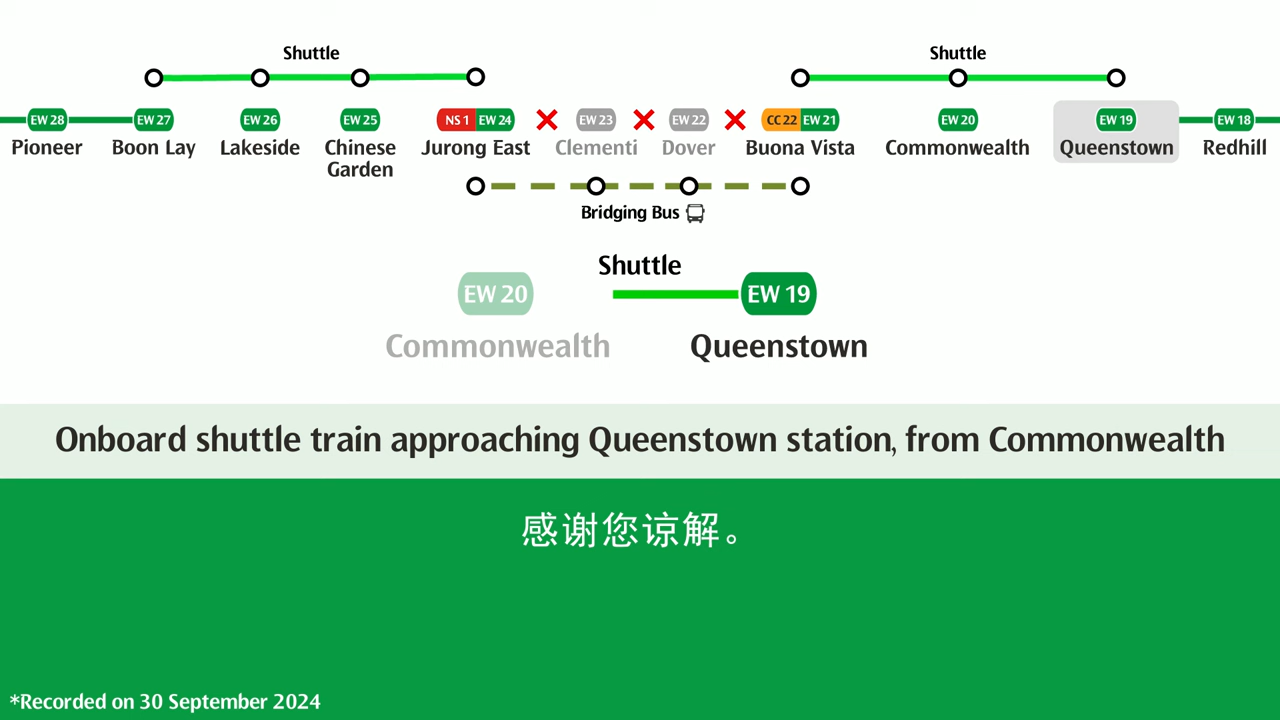 Shuttle
Shuttle
EW 28
EW 27
EW 26
EW 25
NS 1 EW 24
EW 23
EW 22
CC 22 EW 21
EW 20
EW 19
EW 18
Pioneer
Boon Lay
Lakeside
Chinese
Garden
Jurong East
Clementi
Dover
Buona Vista
Commonwealth
Queenstown
Redhill
Bridging Bus
Shuttle
EW 20
EW 19
Commonwealth
Queenstown
Onboard shuttle train approaching Queenstown station, from Commonwealth
感谢您谅解。
*Recorded on 30 September 2024